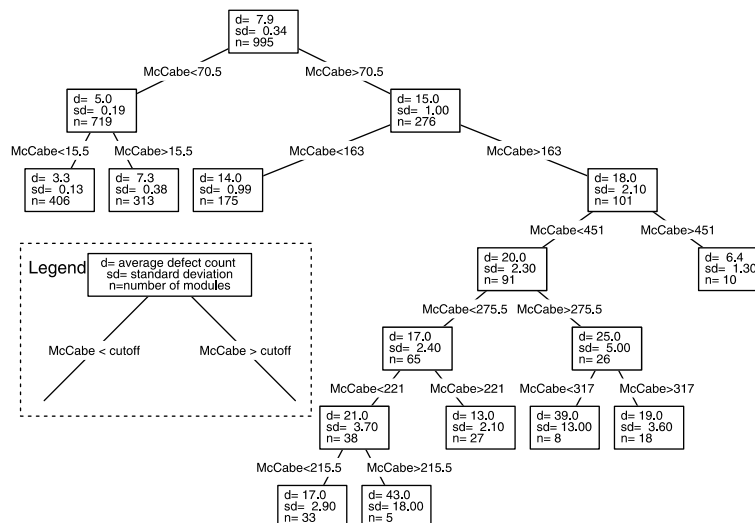 d= 7.9
sd= 0.34
n= 995
McCabe<70.5
McCabe>70.5
d= 5.0
sd= 0.19
n= 719
d= 15.0
sd= 1.00
n= 276
McCabe<15.5
McCabe>15.5
McCabe<163
McCabe>163
d= 3.3
sd= 0.13
n= 406
d= 7.3
sd= 0.38
n= 313
d= 14.0
sd= 0.99
n= 175
d= 18.0
sd= 2.10
n= 101
McCabe<451
McCabe>451
Legend
d= average defect count
sd= standard deviation
n=number of modules
d= 20.0
sd= 2.30
n= 91
d= 6.4
sd= 1.30
n= 10
McCabe<275.5
McCabe>275.5
McCabe < cutoff
McCabe > cutoff
d= 17.0
sd= 2.40
n= 65
d= 25.0
sd= 5.00
n= 26
McCabe<221
McCabe>221
McCabe<317
McCabe>317
d= 21.0
sd= 3.70
n= 38
d= 13.0
sd= 2.10
n= 27
d= 39.0
sd= 13.00
n= 8
d= 19.0
sd= 3.60
n= 18
McCabe<215.5
McCabe>215.5
d= 17.0
sd= 2.90
n= 33
d= 43.0
sd= 18.00
n= 5